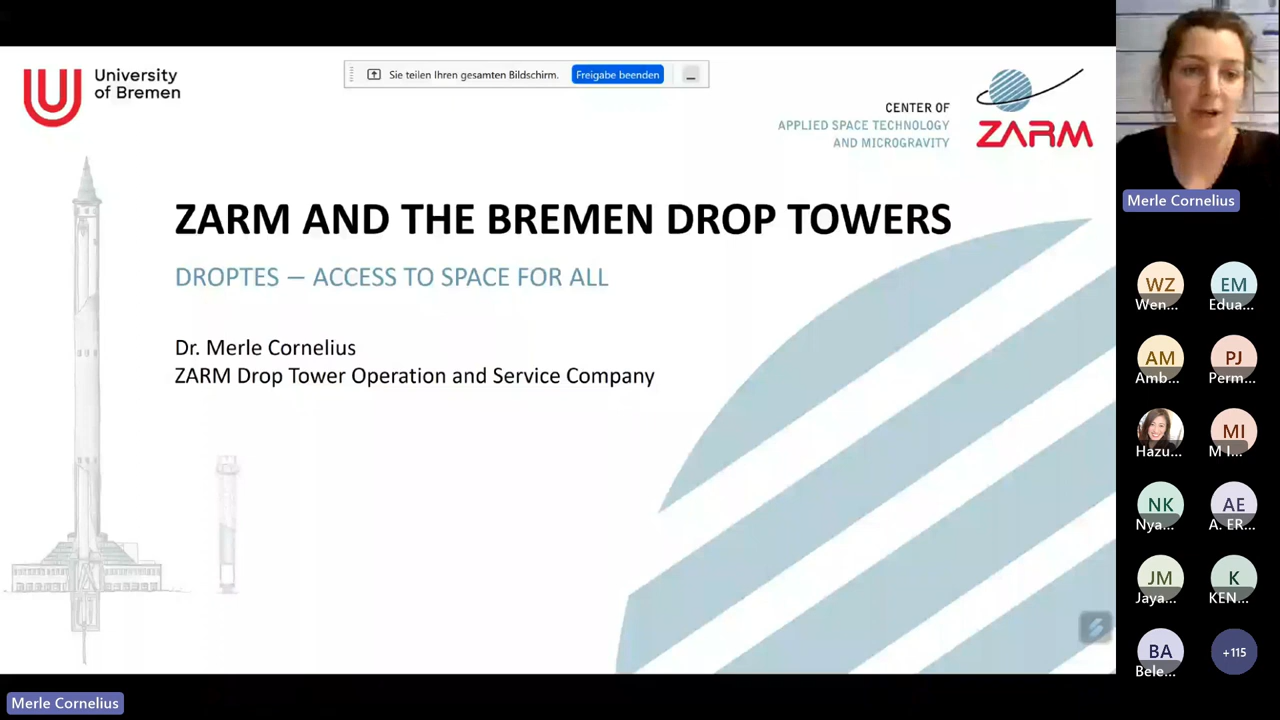 University
of Bremen
Sie teilen Ihren gesamten Bildschirm.
Freigabe beenden
CENTER OF
APPLIED SPACE TECHNOLOGY
AND MICROGRAVITY
ZARM
ZARM AND THE BREMEN DROP TOWERS
DROPTES — ACCESS TO SPACE FOR ALL
Dr. Merle Cornelius
ZARM Drop Tower Operation and Service Company
Merle Cornelius
WZ
Wen...
EM
Edua...
AM
Amb...
PJ
Perm...
Hazu...
MI
M I...
NK
Nya...
AE
A. ER...
JM
Jaya...
K
KEN...
BA
Bele...
+115
Merle Cornelius